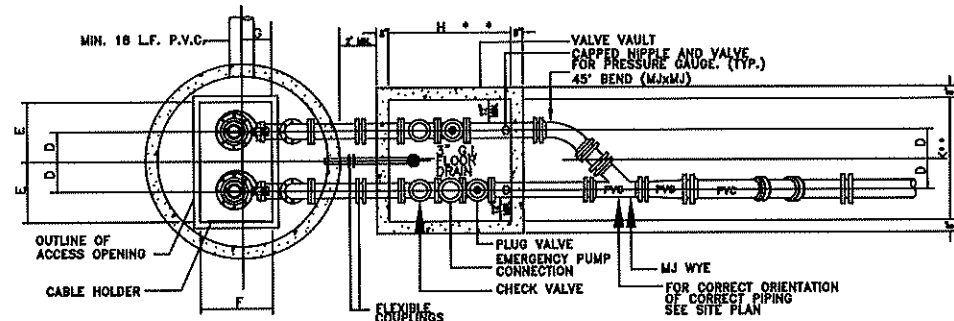 MIN. 18 L.F. P.V.C.
G
H * *
VALVE VAULT
CAPPED NIPPLE AND VALVE
FOR PRESSURE GAUGE. (TYP.)
45° BEND (MJxMJ)
E
D
D
E
3" G.I.
FLOOR
DRAIN
D
D
K**
PVC
PVC
PVC
OUTLINE OF
ACCESS OPENING
CABLE HOLDER
F
FLEXIBLE
COUPLINGS
PLUG VALVE
EMERGENCY PUMP
CONNECTION
CHECK VALVE
MJ WYE
FOR CORRECT ORIENTATION
OF CORRECT PIPING
SEE SITE PLAN